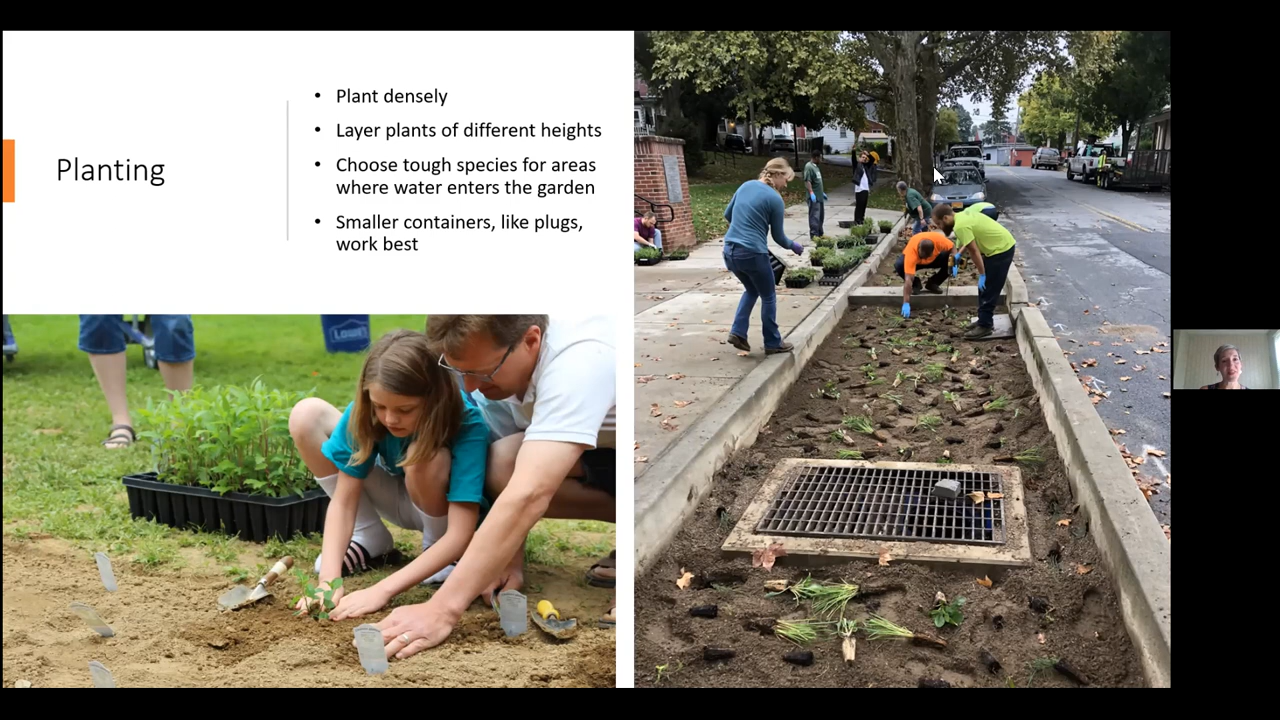 Planting
• Plant densely
• Layer plants of different heights
• Choose tough species for areas
where water enters the garden
• Smaller containers, like plugs,
work best
LOWE'S